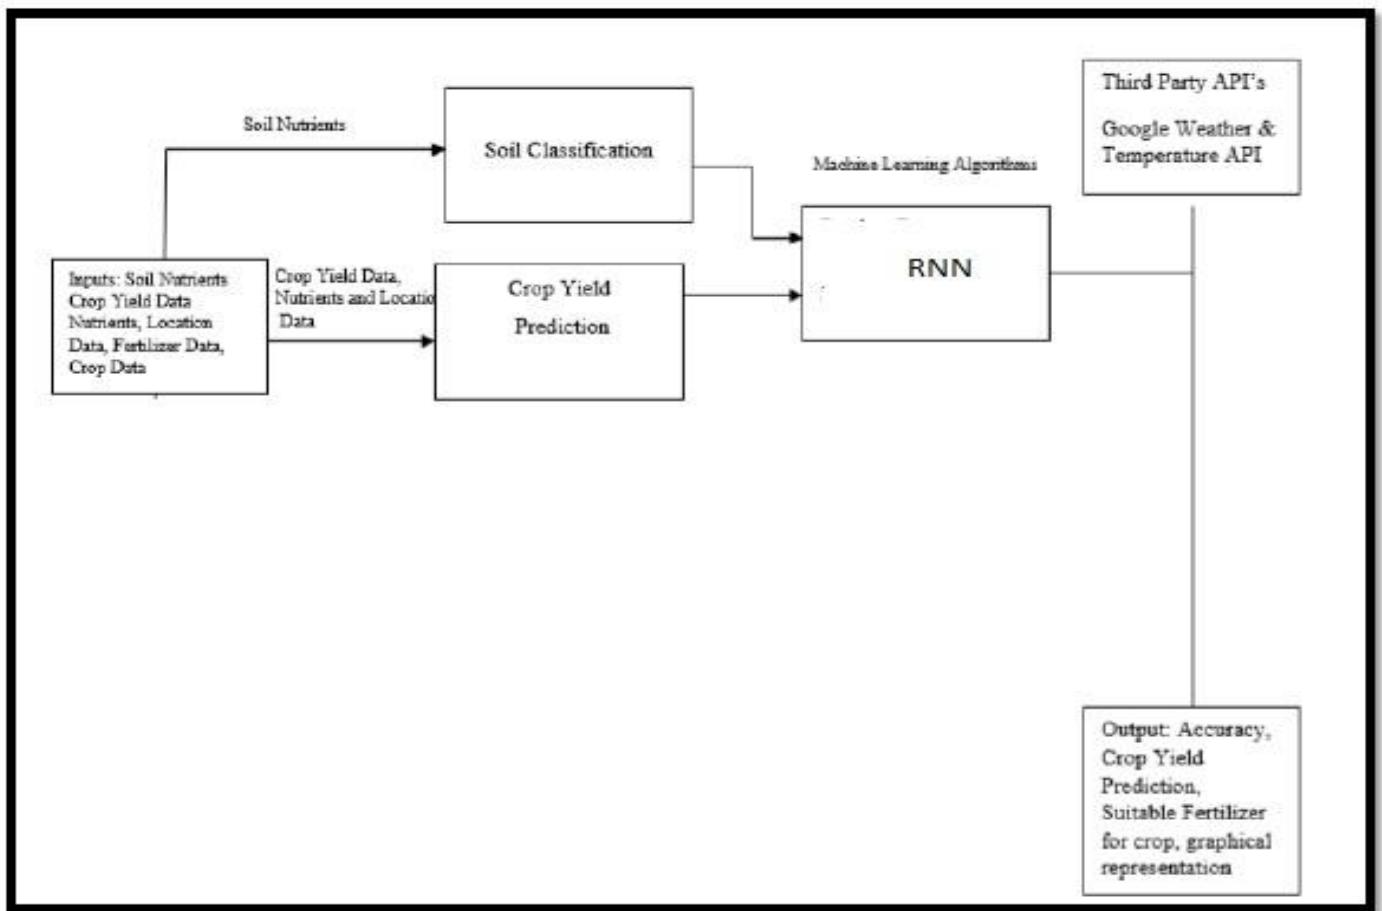 Soil Nutrients
Soil Classification
Inputs: Soil Nutrients
Crop Yield Data
Nutrients, Location
Data, Fertilizer Data,
Crop Data
Crop Yield Data,
Nutrients and Locatio
Data
Crop Yield
Prediction
Machine Learning Algorithms
RNN
Third Party API's
Google Weather &
Temperature API
Output: Accuracy,
Crop Yield
Prediction,
Suitable Fertilizer
for crop, graphical
representation